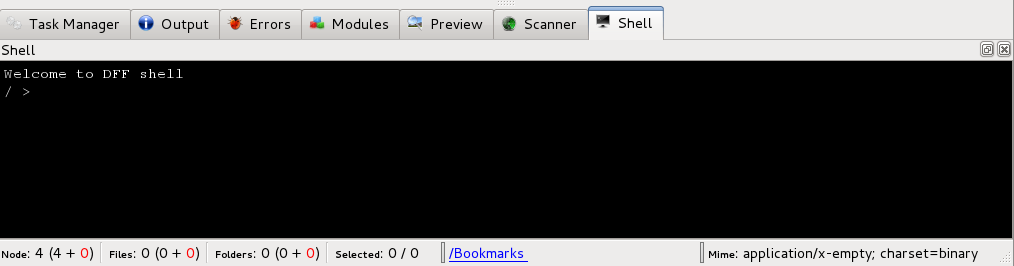 Task Manager Output Errors Modules Preview Scanner Shell
Shell
Welcome to DFF shell
/ >
Node: 4 (4 + 0) Files: 0 (0 + 0) Folders: 0 (0 + 0) Selected: 0 / 0 /Bookmarks Mime: application/x-empty; charset=binary